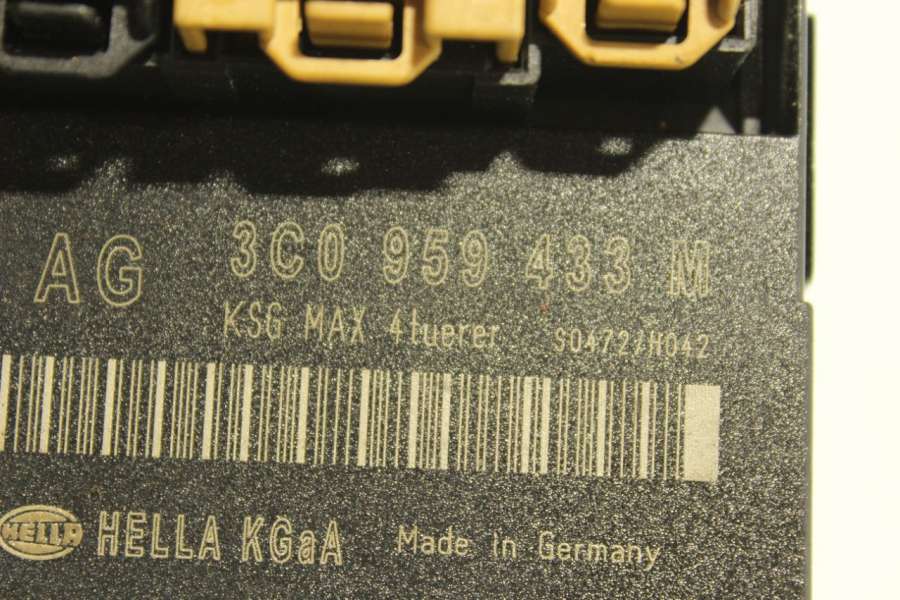 AG 3C0 959 433 M
KSG MAX 4tuerer S0472/H042
HELLA HELLA KGaA Made in Germany